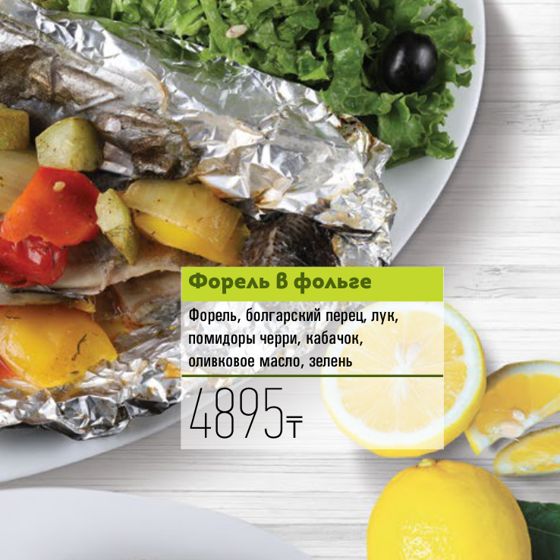 Форель в фольге
Форель, болгарский перец, лук,
помидоры черри, кабачок,
оливковое масло, зелень
4895₸